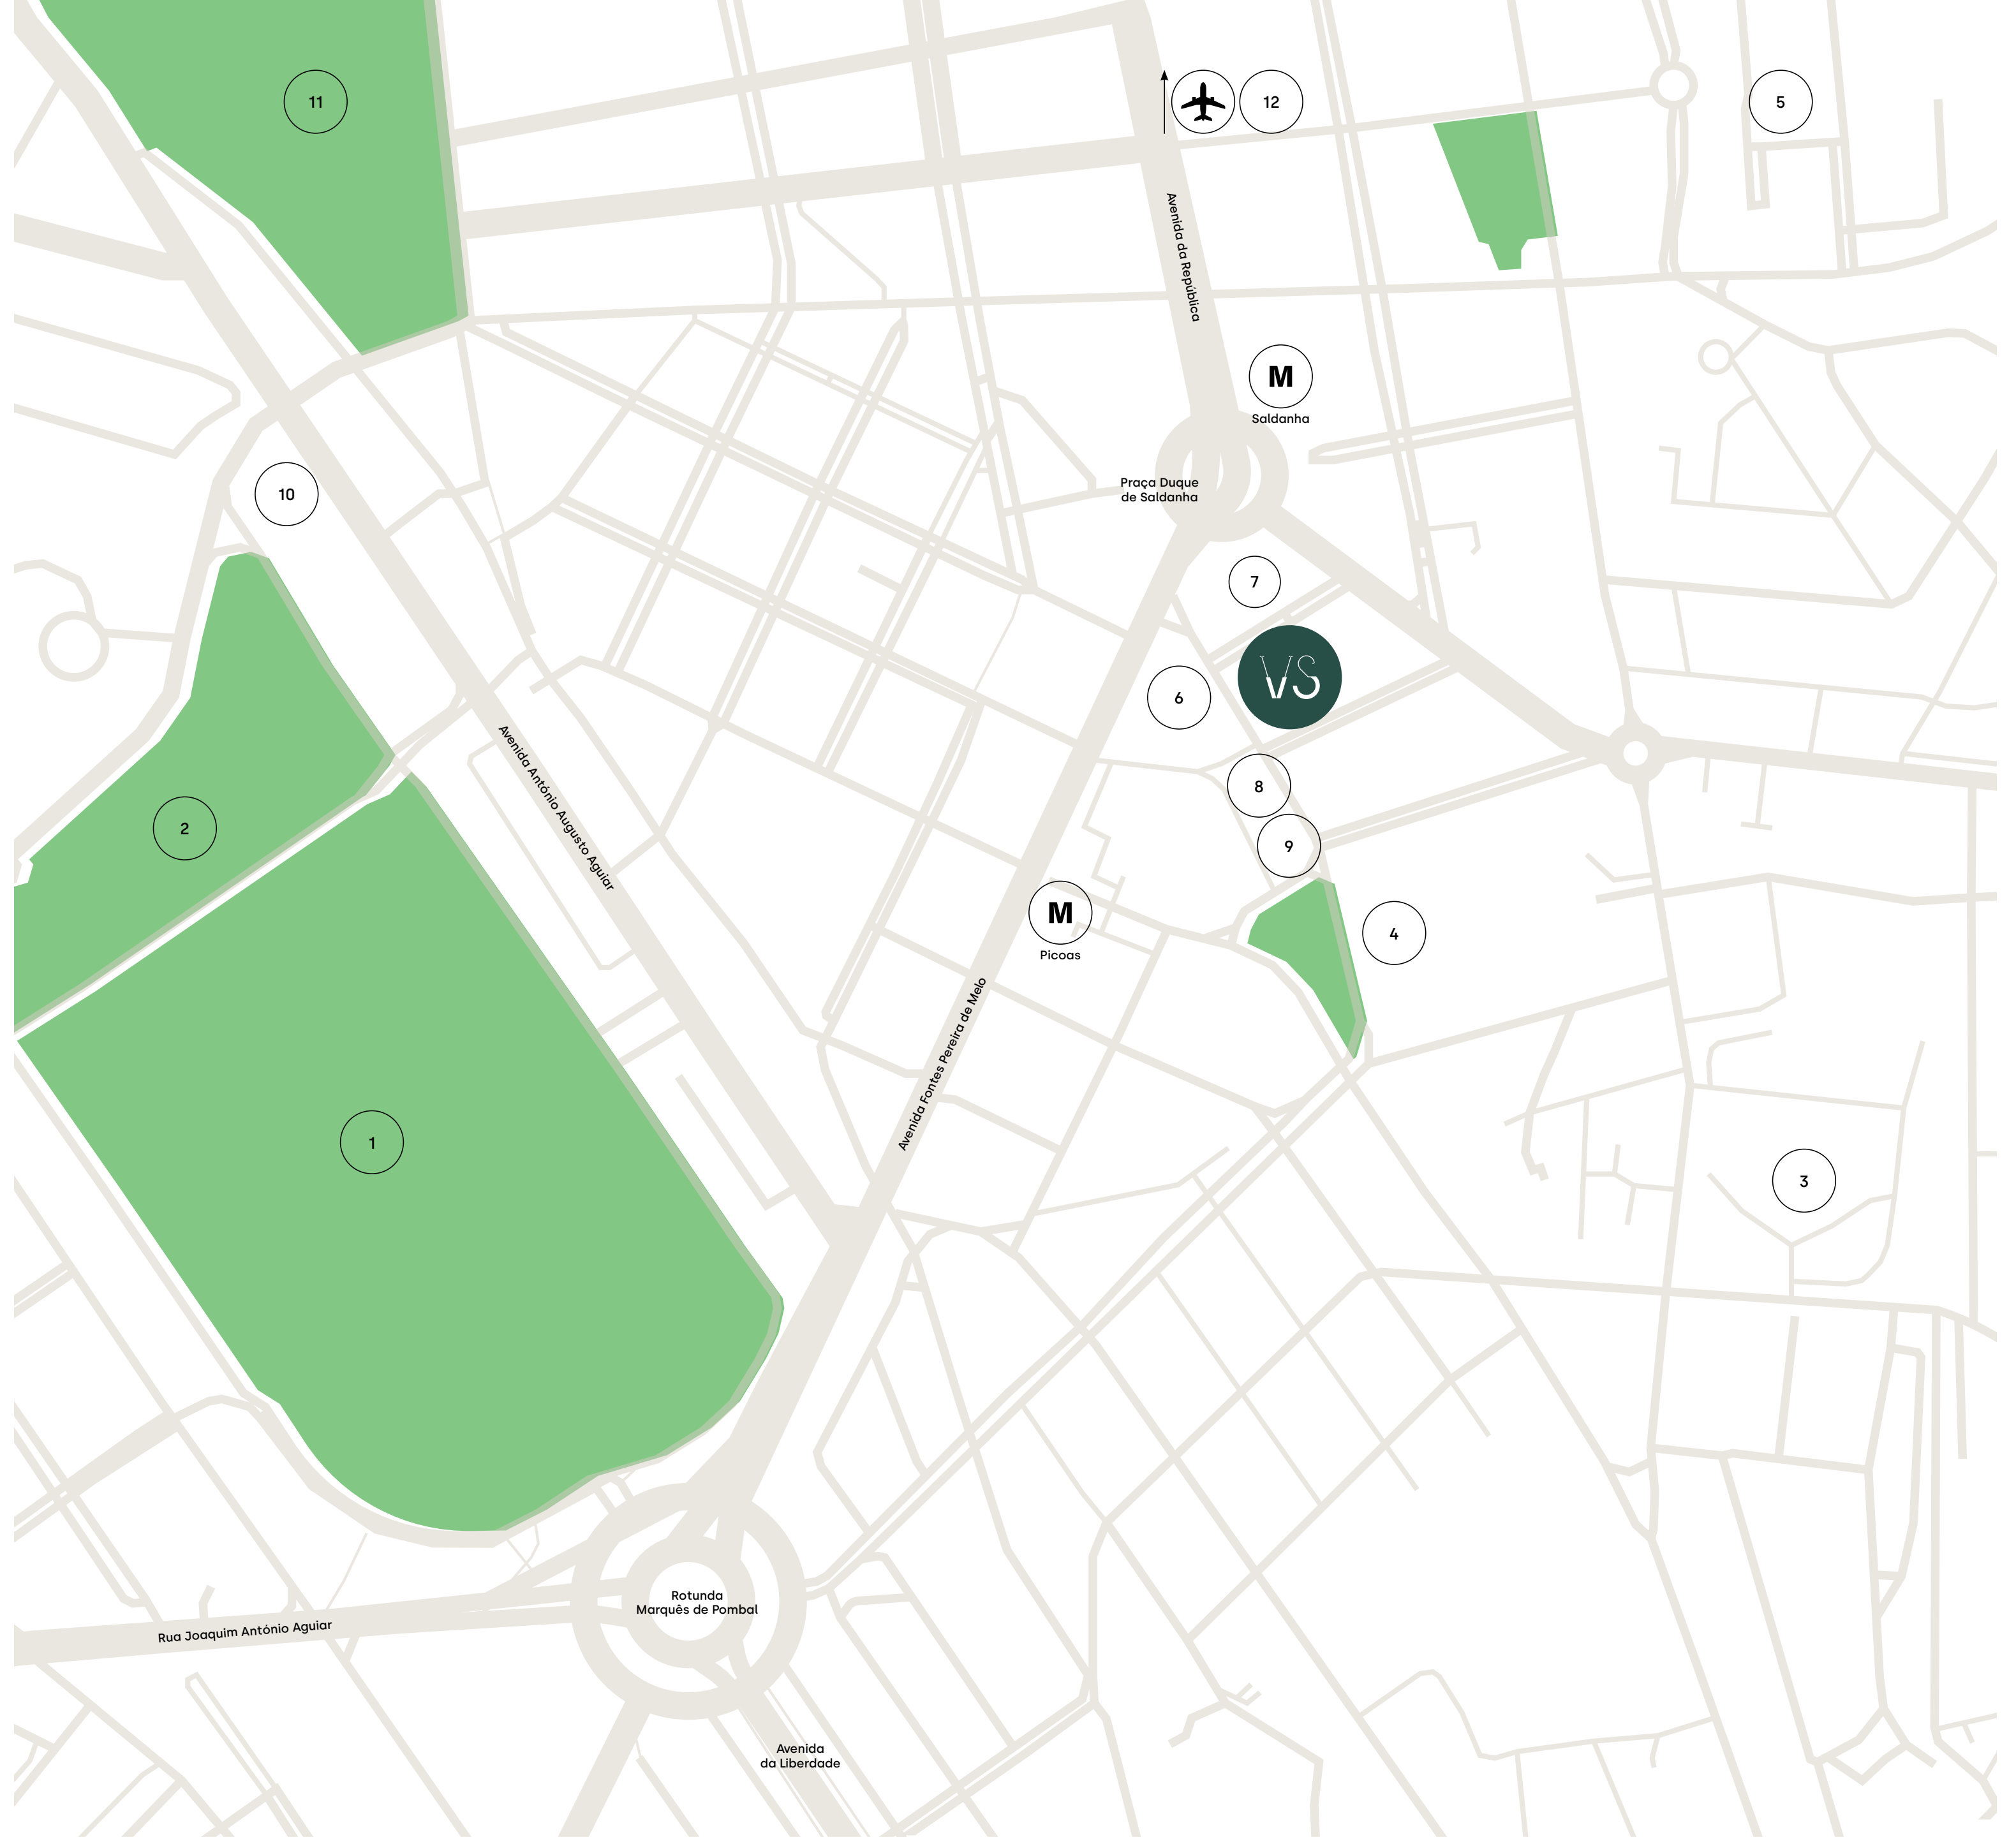 11
12
5
Avenida da República
M
Saldanha
Praça Duque
de Saldanha
10
7
VS
6
Avenida António Augusto Aguiar
8
2
9
M
Picoas
4
Avenida Fontes Pereira de Melo
1
3
Rotunda
Marquês de Pombal
Rua Joaquim António Aguiar
Avenida
da Liberdade